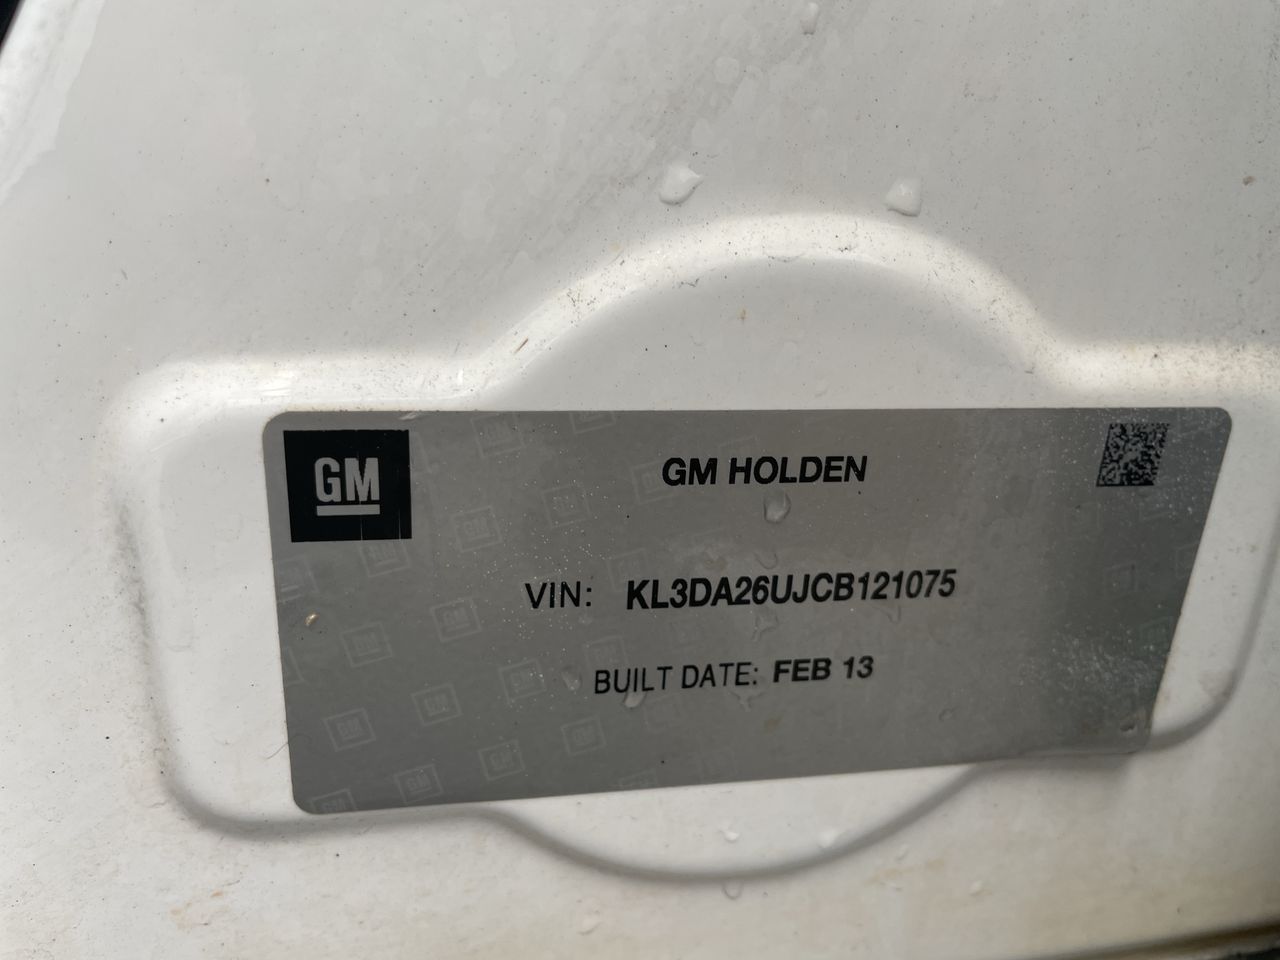 GM
GM HOLDEN
VIN: KL3DA26UJCB121075
BUILT DATE: FEB 13